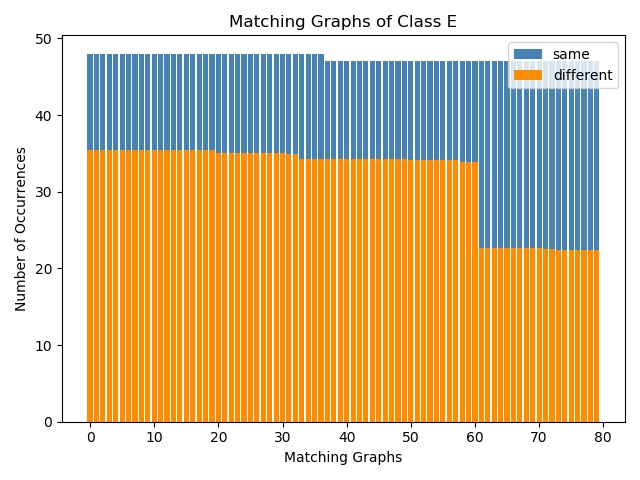 Matching Graphs of Class E
same
different
Number of Occurrences
50
40
30
20
10
0
0 10 20 30 40 50 60 70 80
Matching Graphs